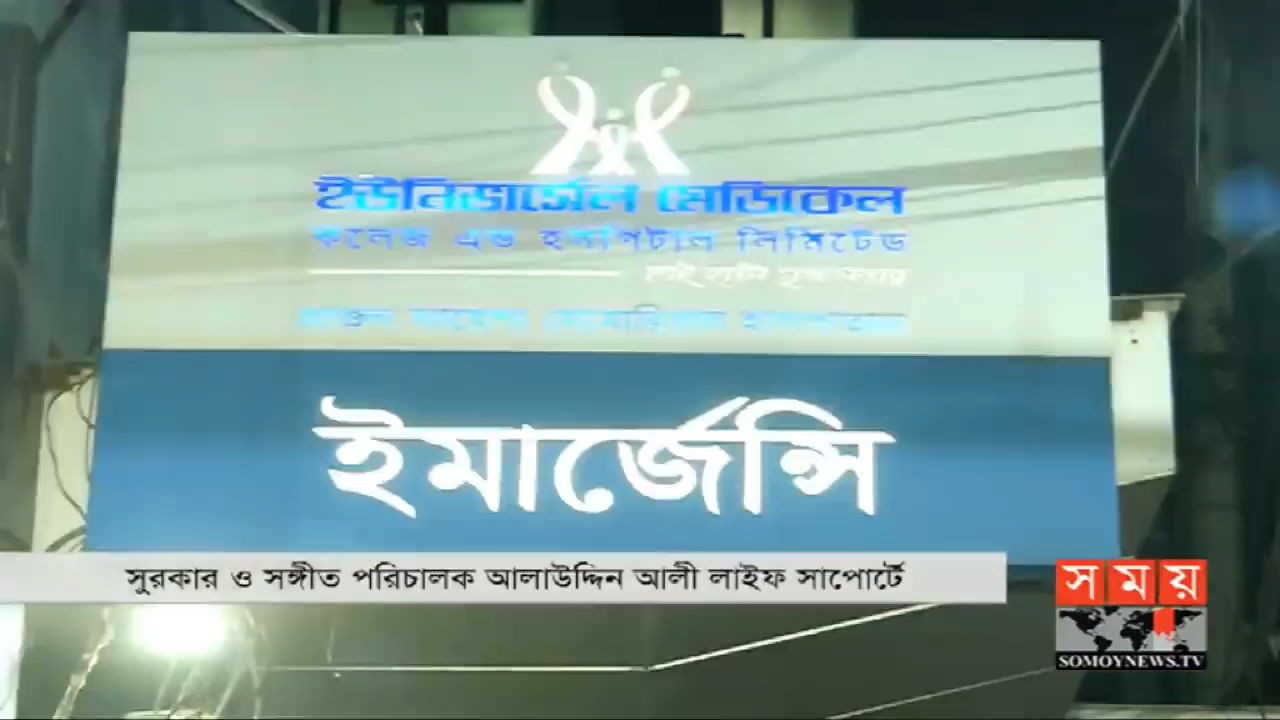 ইউনিভার্সেল মেডিকেল
কলেজ এন্ড হসপিটাল লিমিটেড
ইমার্জেন্সি
সুরকার ও সঙ্গীত পরিচালক আলাউদ্দিন আলী লাইফ সাপোর্টে
সময়
SOMOYNEWS.TV